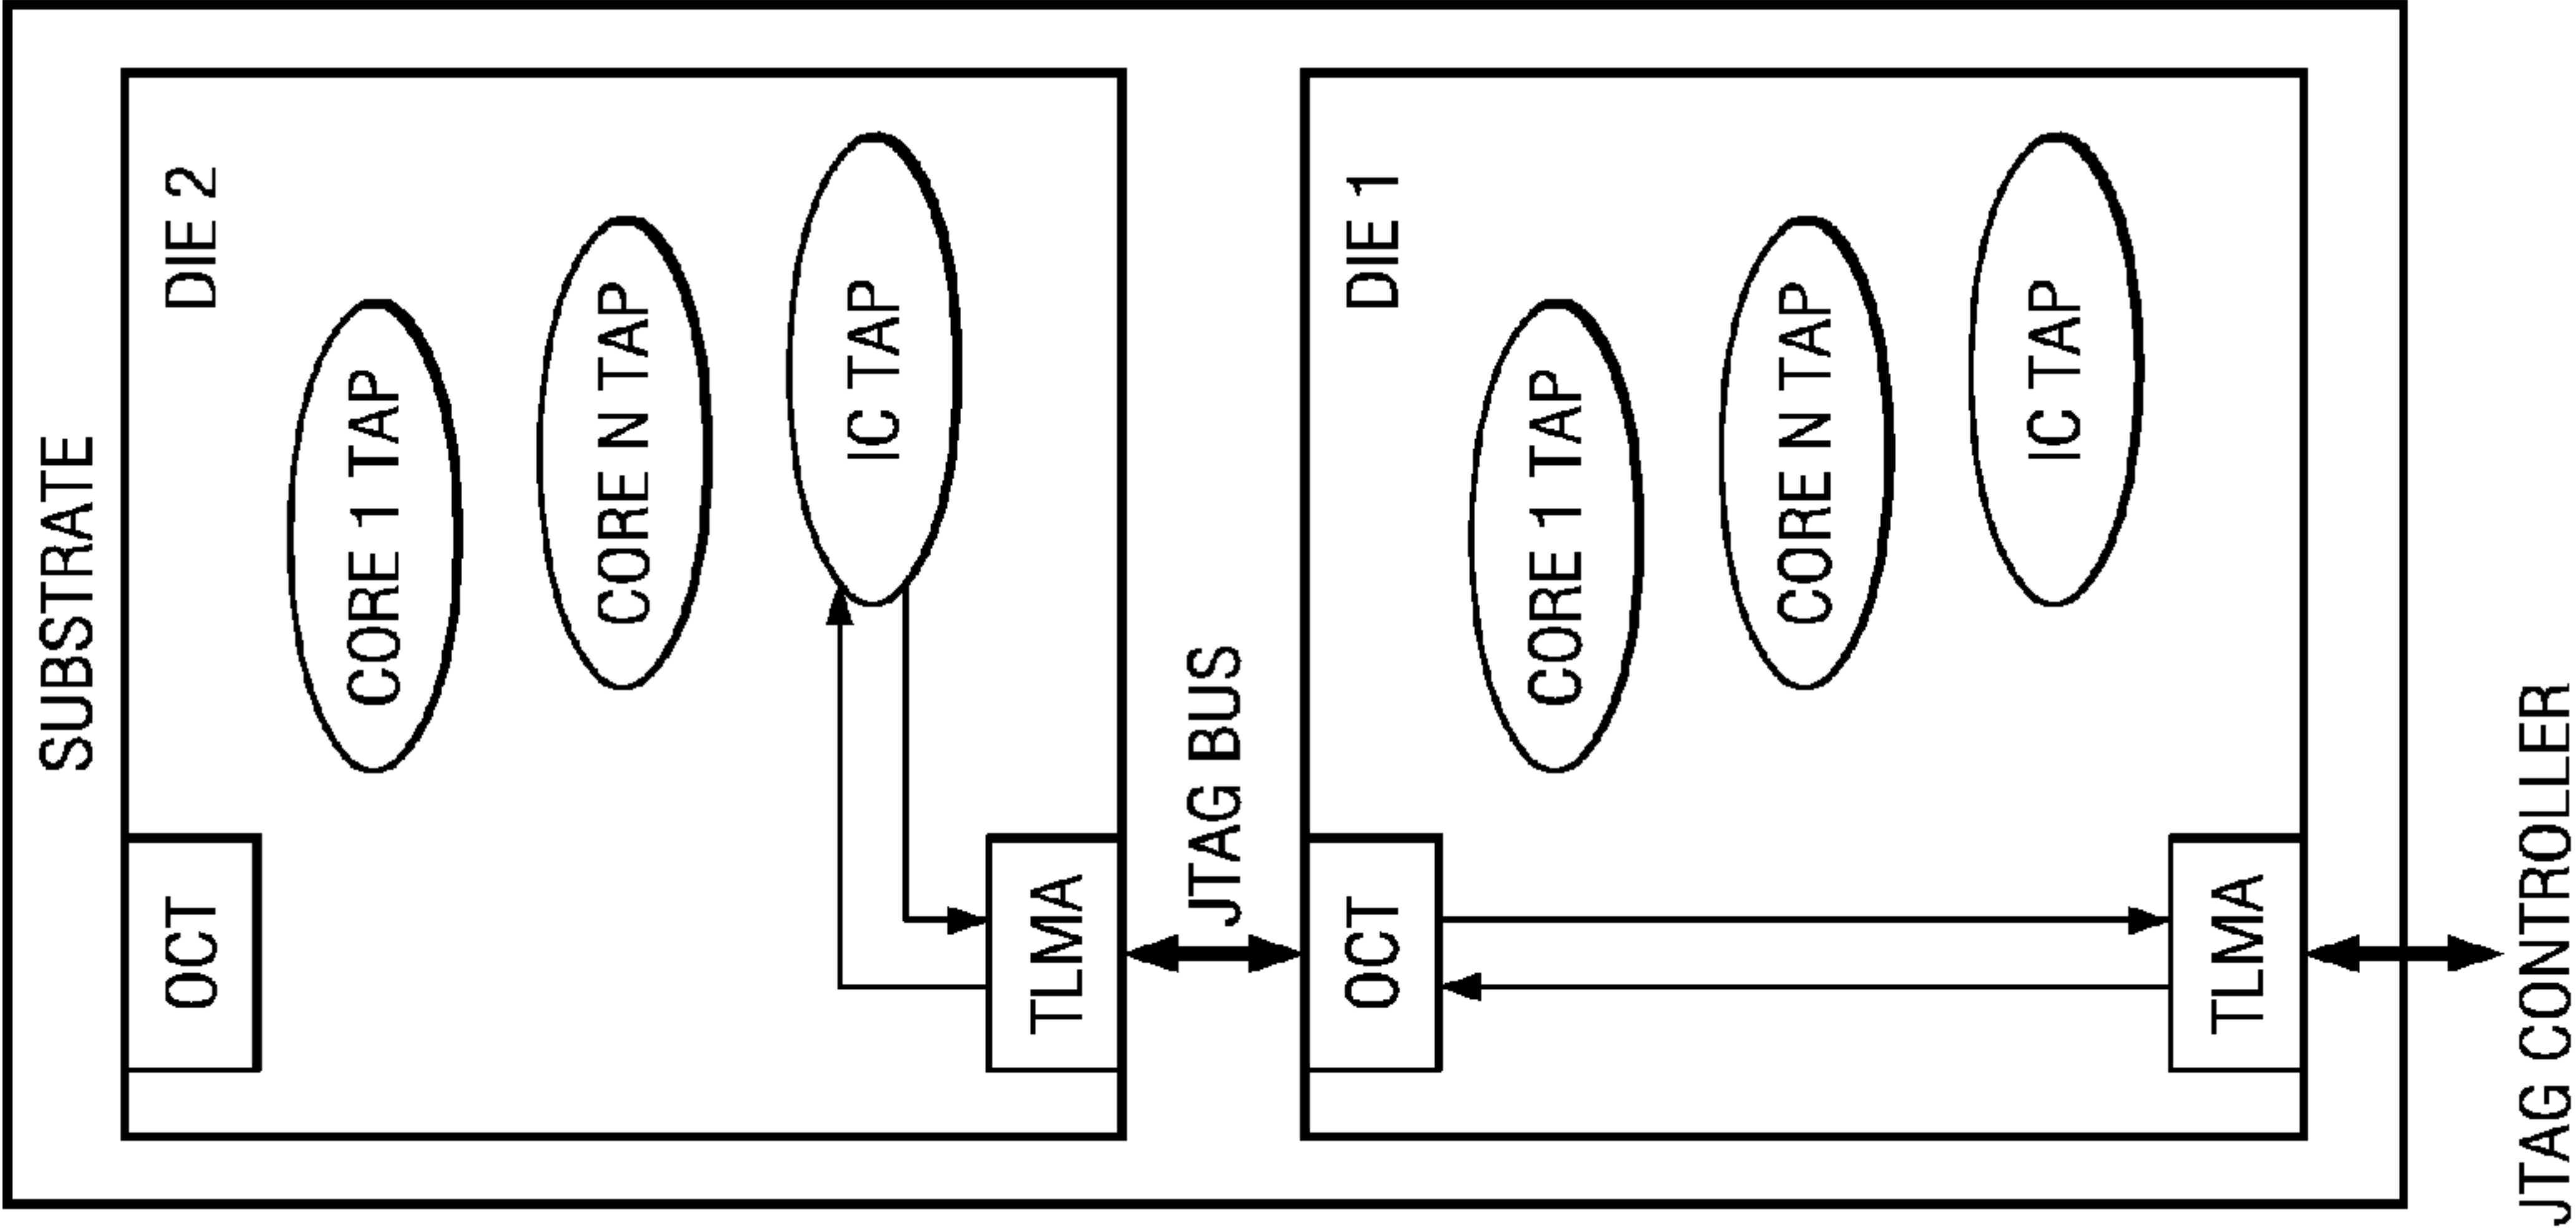 SUBSTRATE
DIE 2
OCT
CORE 1 TAP
CORE N TAP
IC TAP
TLMA
JTAG BUS
DIE 1
OCT
CORE 1 TAP
CORE N TAP
IC TAP
TLMA
JTAG CONTROLLER